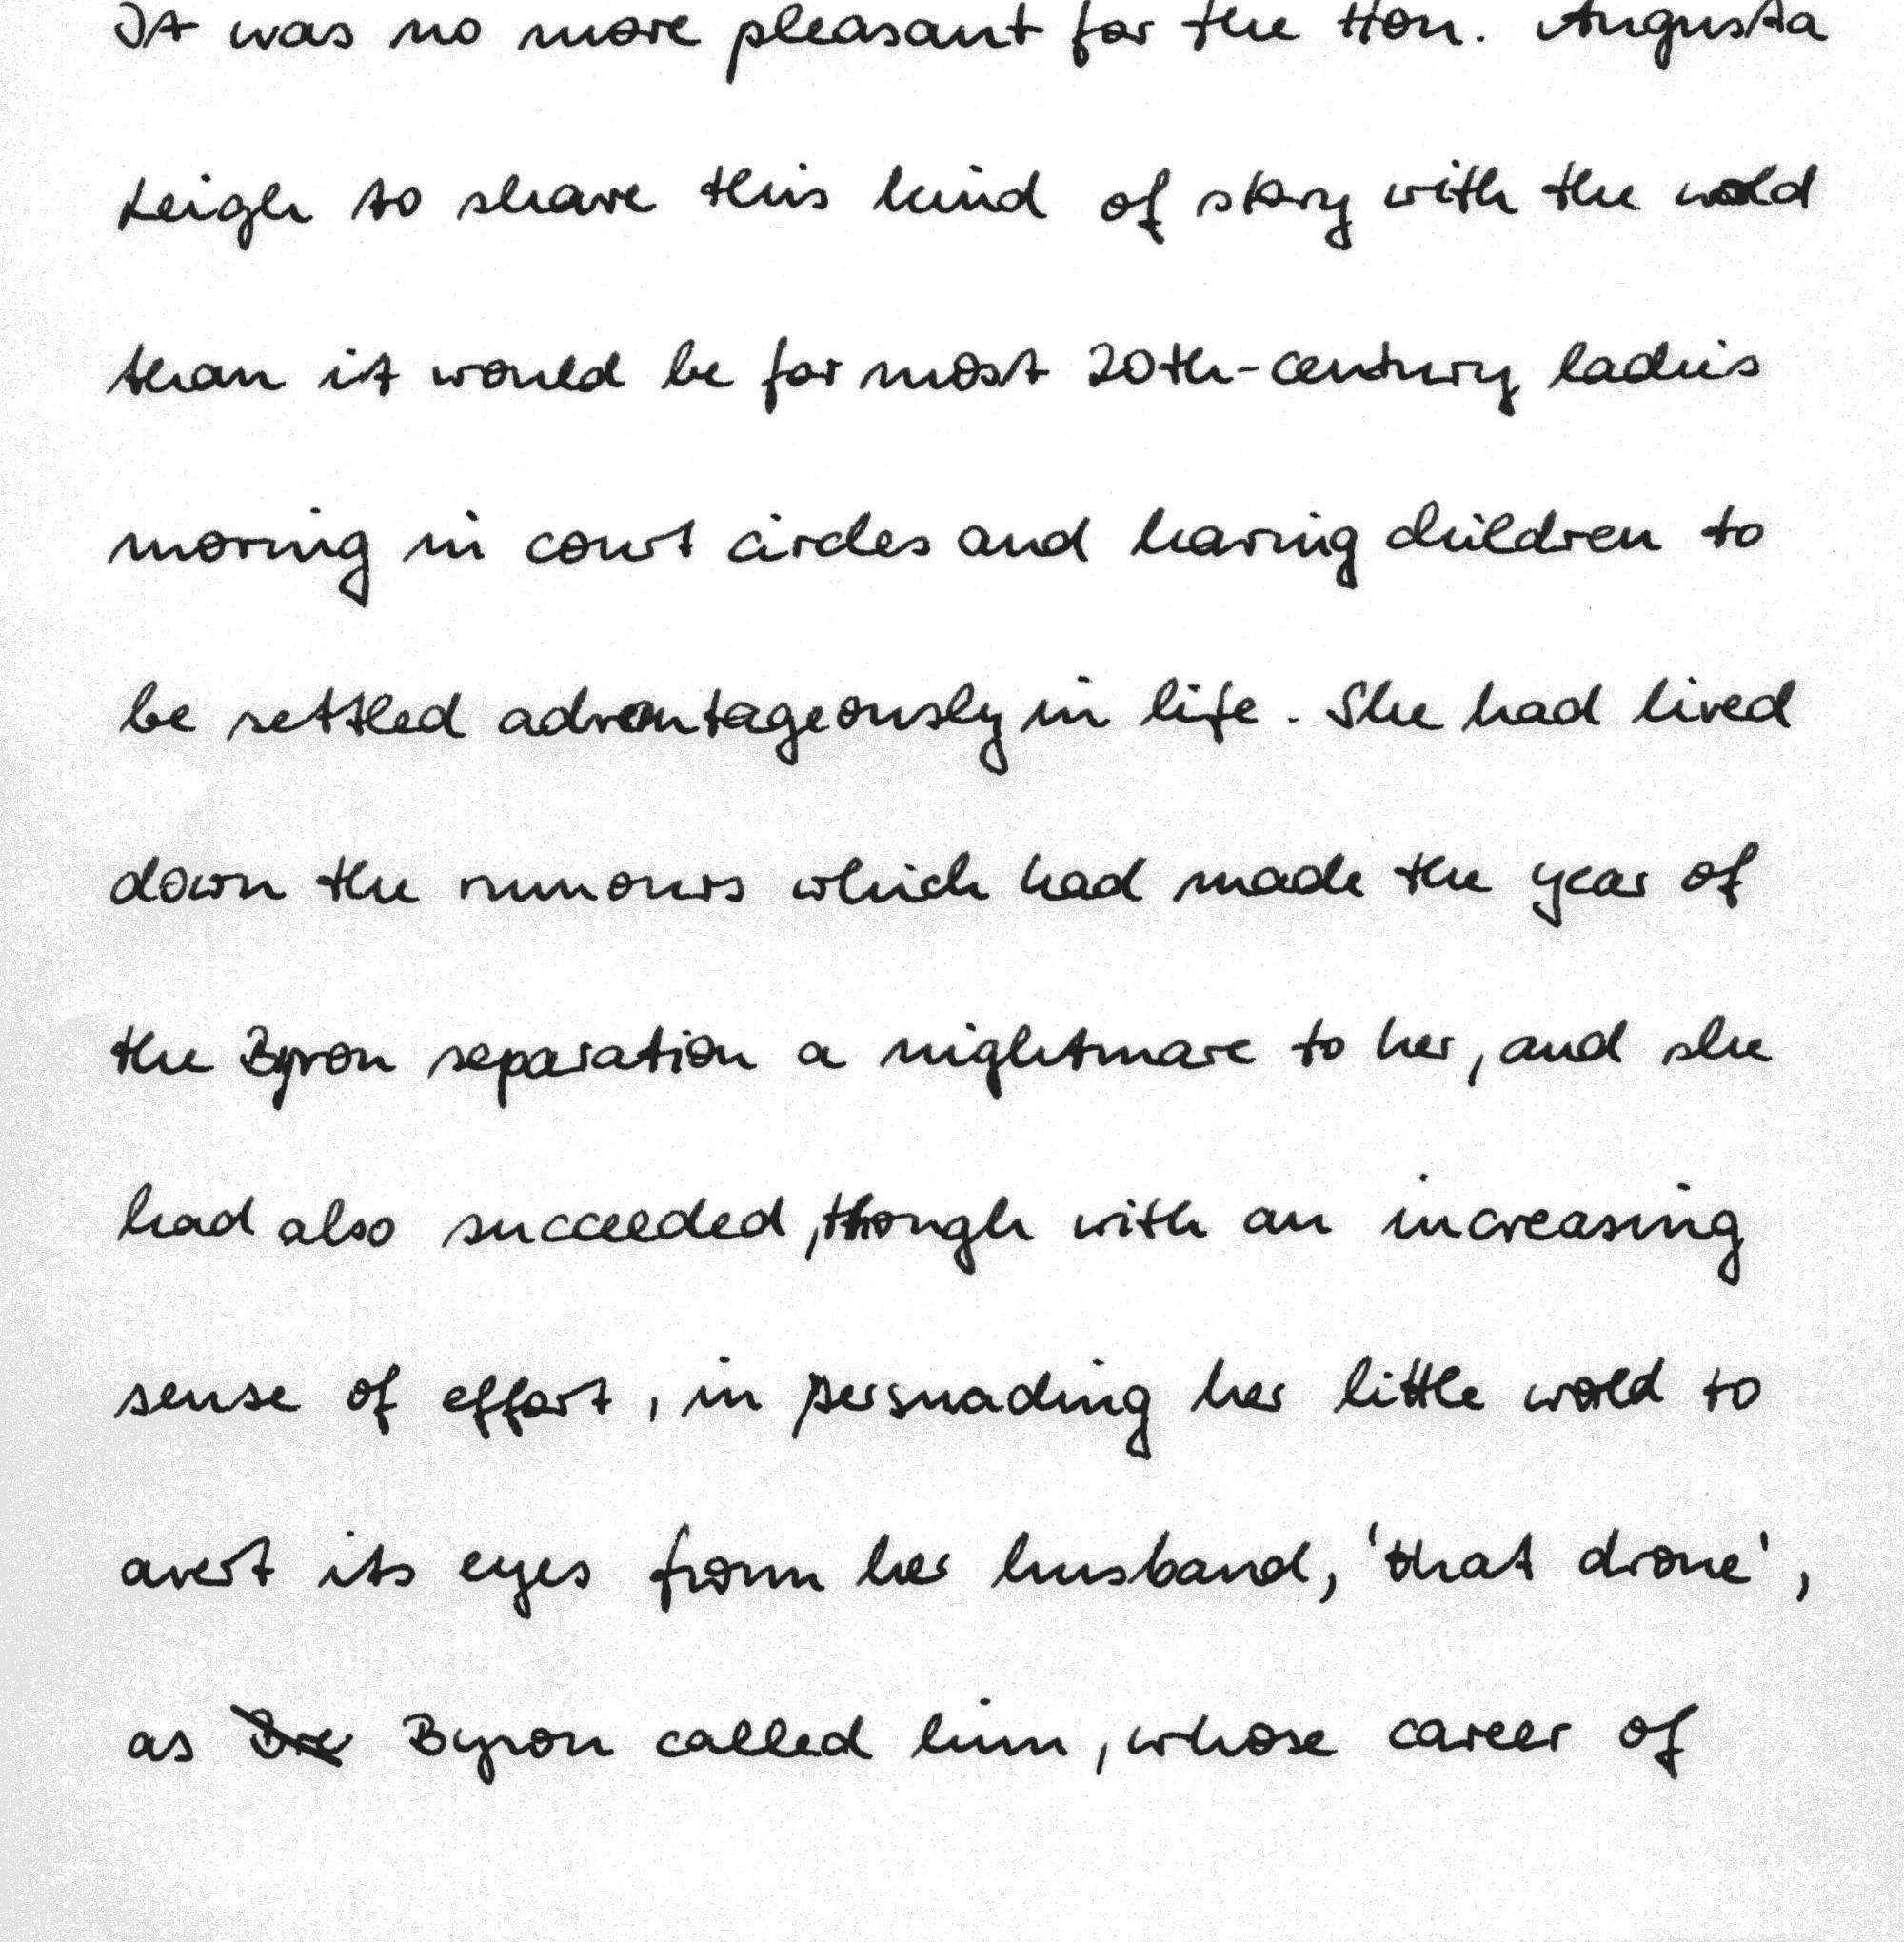 It was no more pleasant for the Hon. Augusta
Leigh to share this kind of story with the world
than it would be for most 20th-century ladies
moving in court circles and having children to
be settled advantageously in life. She had lived
down the rumours which had made the year of
the Byron separation a nightmare to her, and she
had also succeeded, though with an increasing
sense of effort, in persuading her little world to
avert its eyes from her husband, 'that drone',
as Byron called him, whose career of